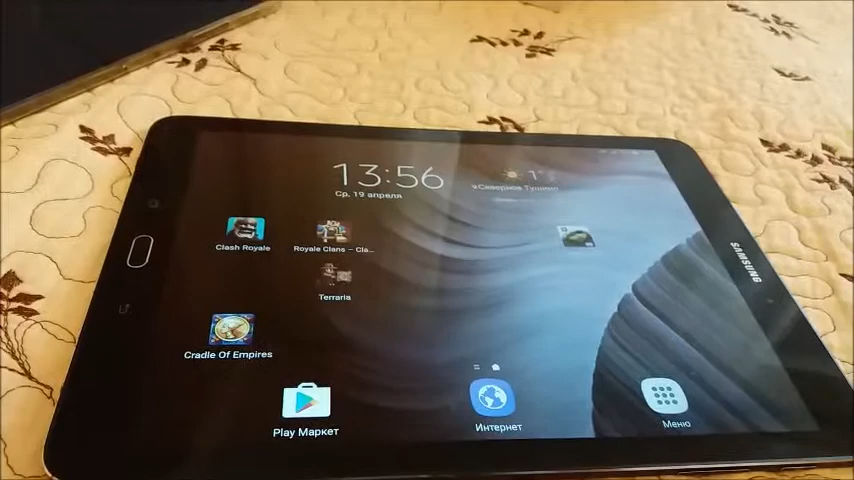 13:56
Ср, 19 апреля
1°
Северное Тушино
SAMSUNG
Clash Royale
Royale Clans – Cla...
Terraria
Cradle Of Empires
Play Маркет
Интернет
Меню